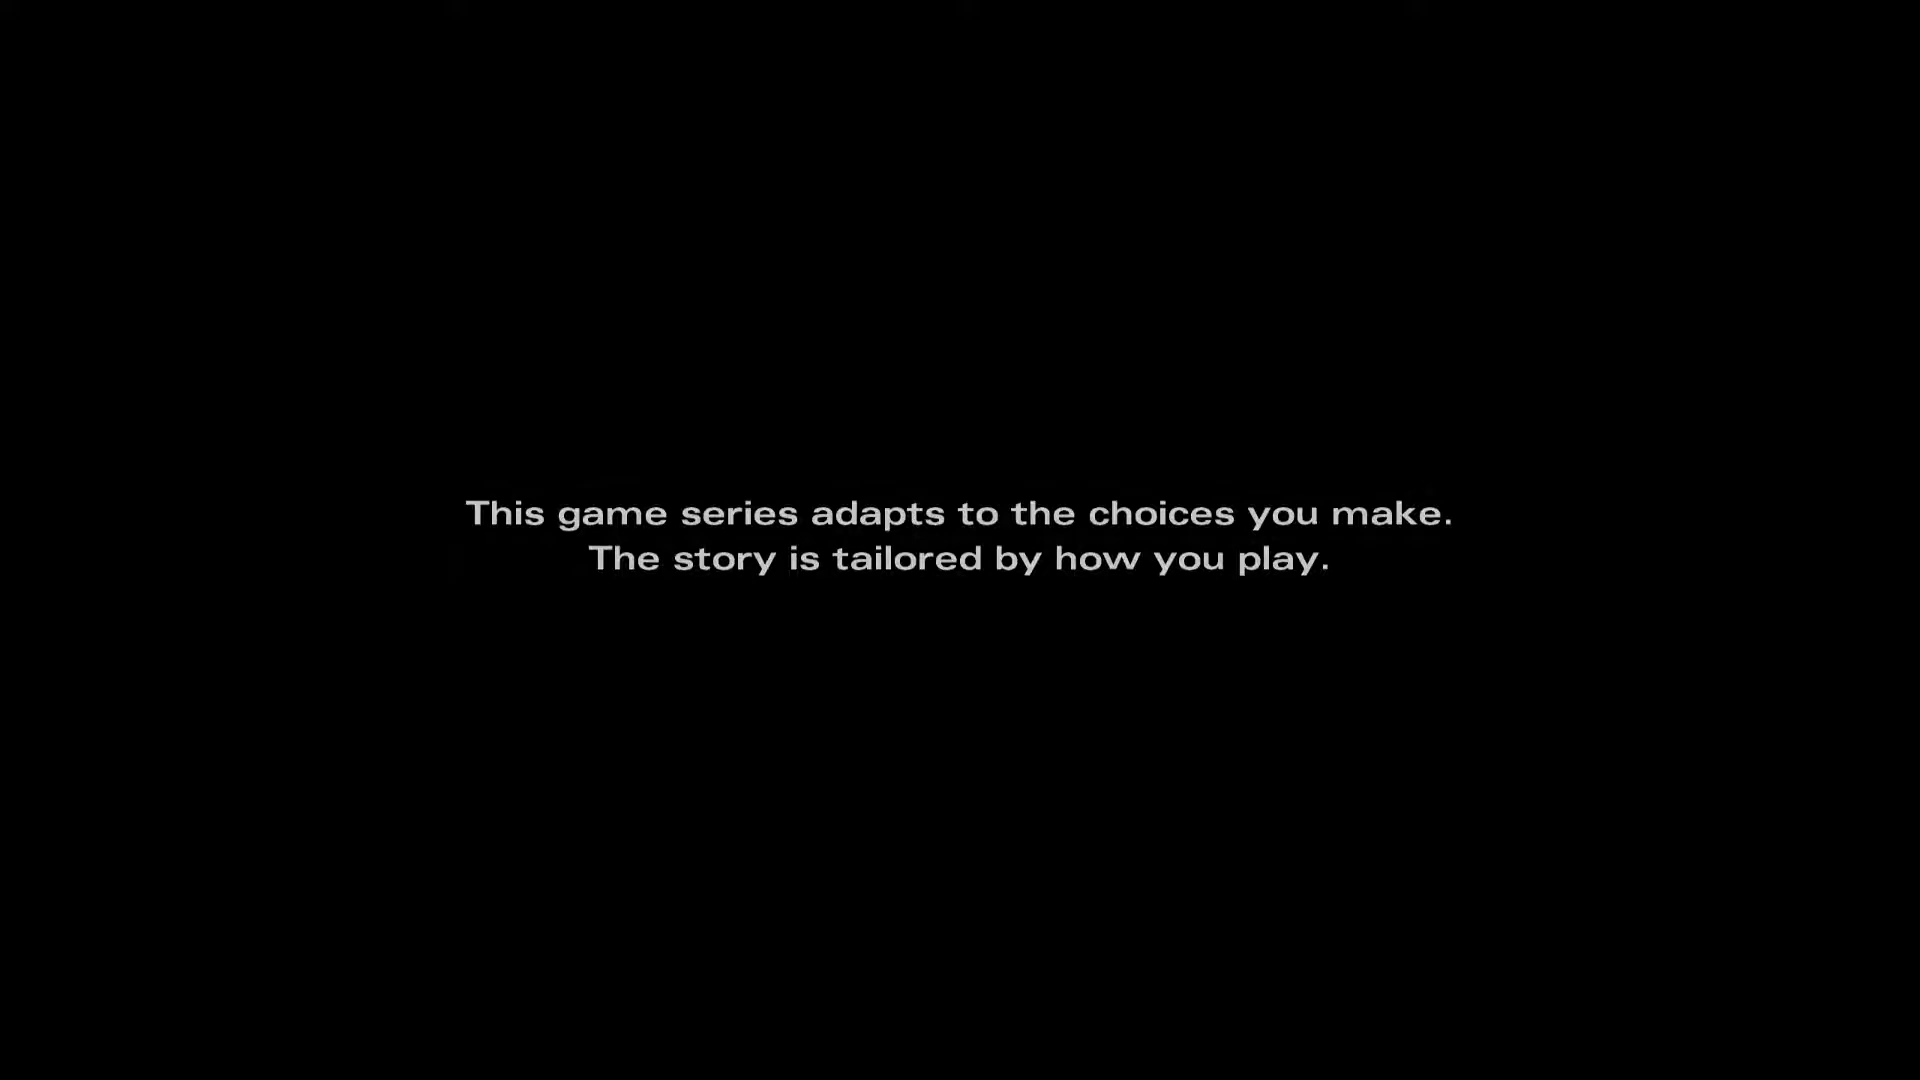 This game series adapts to the choices you make.
The story is tailored by how you play.